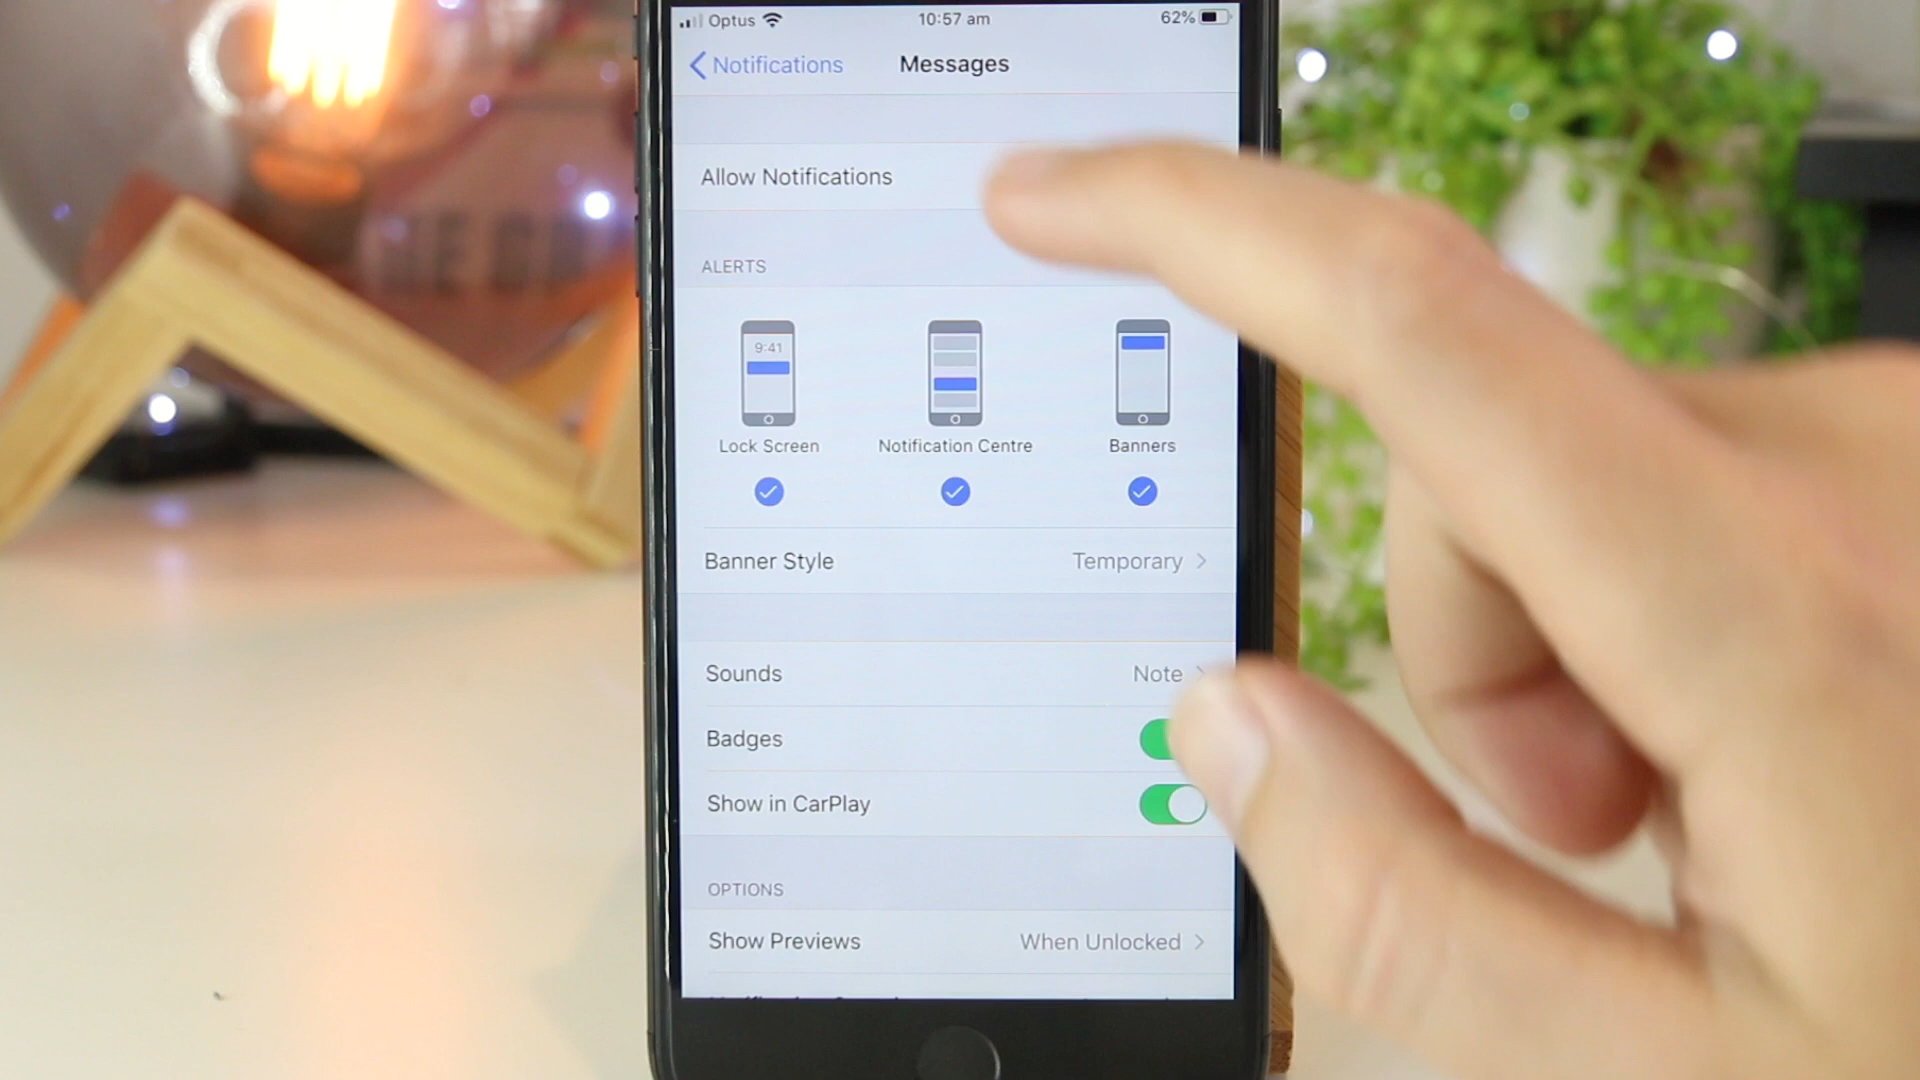 Optus 10:57 am 62%
Notifications Messages
Allow Notifications
ALERTS
9:41
Lock Screen Notification Centre Banners
Banner Style Temporary
Sounds Note
Badges
Show in CarPlay
OPTIONS
Show Previews When Unlocked